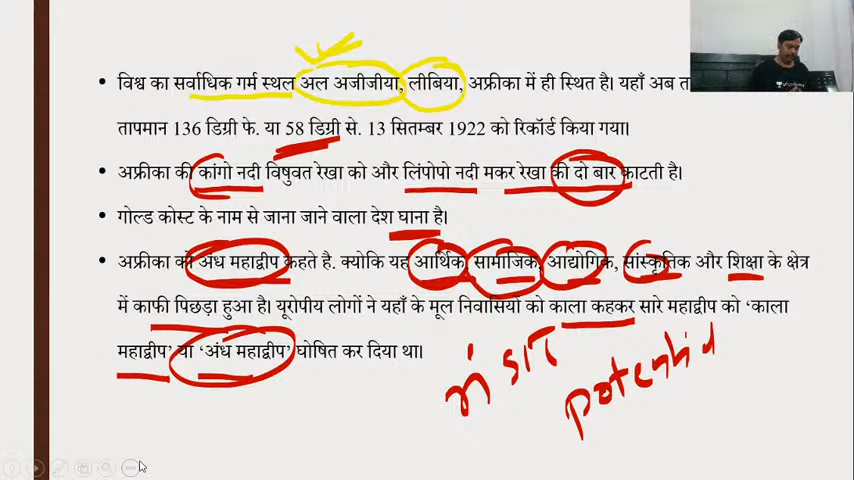 विश्व का सर्वाधिक गर्म स्थल अल अजीजीया, लीबिया, अफ्रीका में ही स्थित है। यहाँ अब
तापमान 136 डिग्री फे. या 58 डिग्री से. 13 सितम्बर 1922 को रिकॉर्ड किया गया।
अफ्रीका की कांगो नदी विषुवत रेखा को और लिंपोपो नदी मकर रेखा की दो बार काटती है।
गोल्ड कोस्ट के नाम से जाना जाने वाला देश घाना है।
अफ्रीका को अंध महाद्वीप कहते है. क्योकि यह आर्थिक, सामाजिक, आद्योगिक, सांस्कृतिक और शिक्षा के क्षेत्र
में काफी पिछड़ा हुआ है। यूरोपीय लोगों ने यहाँ के मूल निवासियों को काला कहकर सारे महाद्वीप को 'काला
महाद्वीप' या 'अंध महाद्वीप' घोषित कर दिया था।